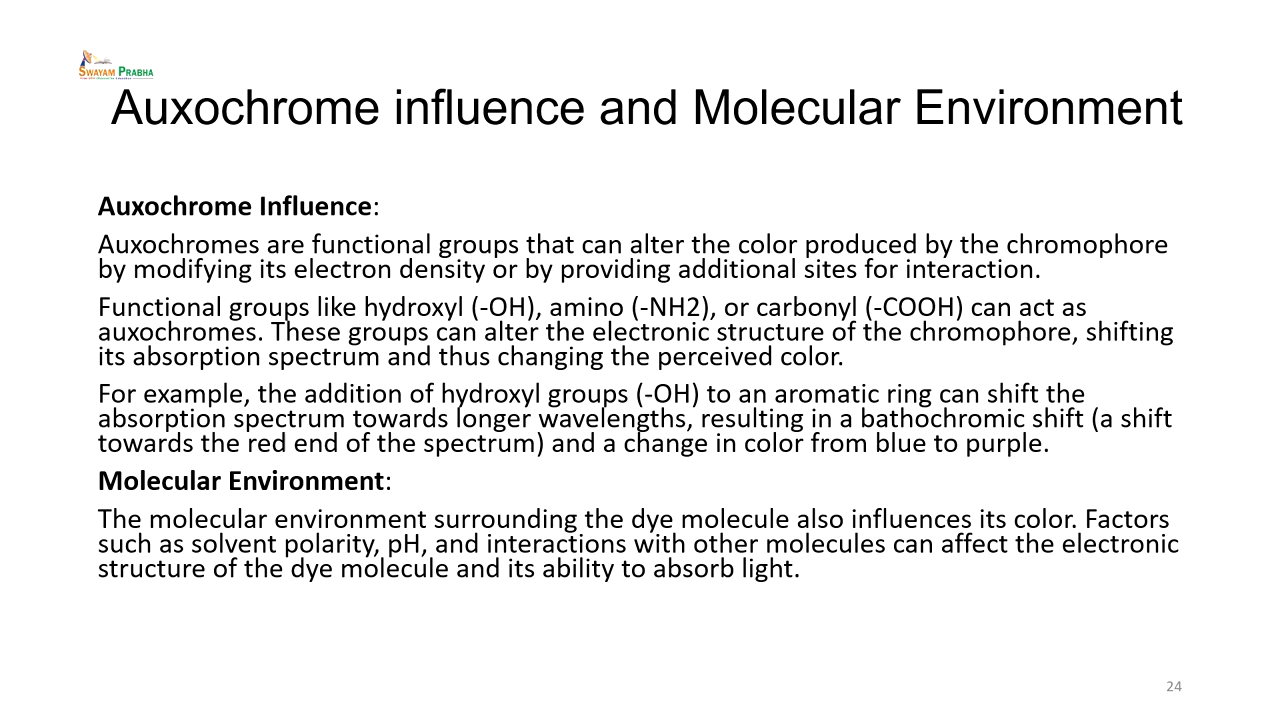 SWAYAM PRABHA
Auxochrome influence and Molecular Environment
Auxochrome Influence:
Auxochromes are functional groups that can alter the color produced by the chromophore
by modifying its electron density or by providing additional sites for interaction.
Functional groups like hydroxyl (-OH), amino (-NH2), or carbonyl (-COOH) can act as
auxochromes. These groups can alter the electronic structure of the chromophore, shifting
its absorption spectrum and thus changing the perceived color.
For example, the addition of hydroxyl groups (-OH) to an aromatic ring can shift the
absorption spectrum towards longer wavelengths, resulting in a bathochromic shift (a shift
towards the red end of the spectrum) and a change in color from blue to purple.
Molecular Environment:
The molecular environment surrounding the dye molecule also influences its color. Factors
such as solvent polarity, pH, and interactions with other molecules can affect the electronic
structure of the dye molecule and its ability to absorb light.
24